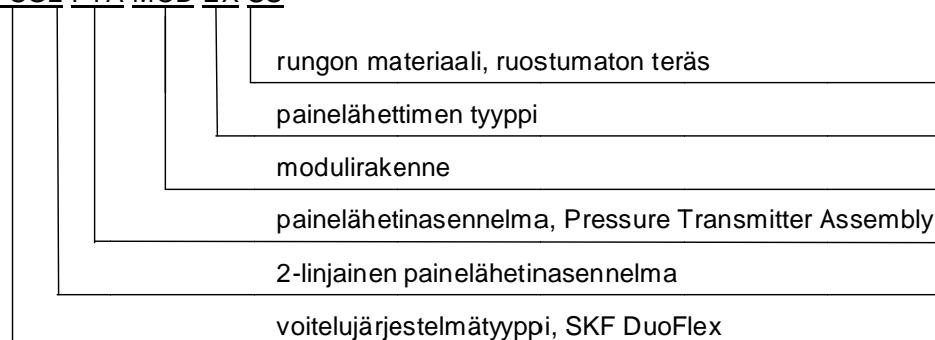 rungon materiaali, ruostumaton teräs
painelähettimen tyyppi
modulirakenne
painelähetinasennelma, Pressure Transmitter Assembly
2-linjainen painelähetinasennelma
voitelujärjestelmätyyppi, SKF DuoFlex